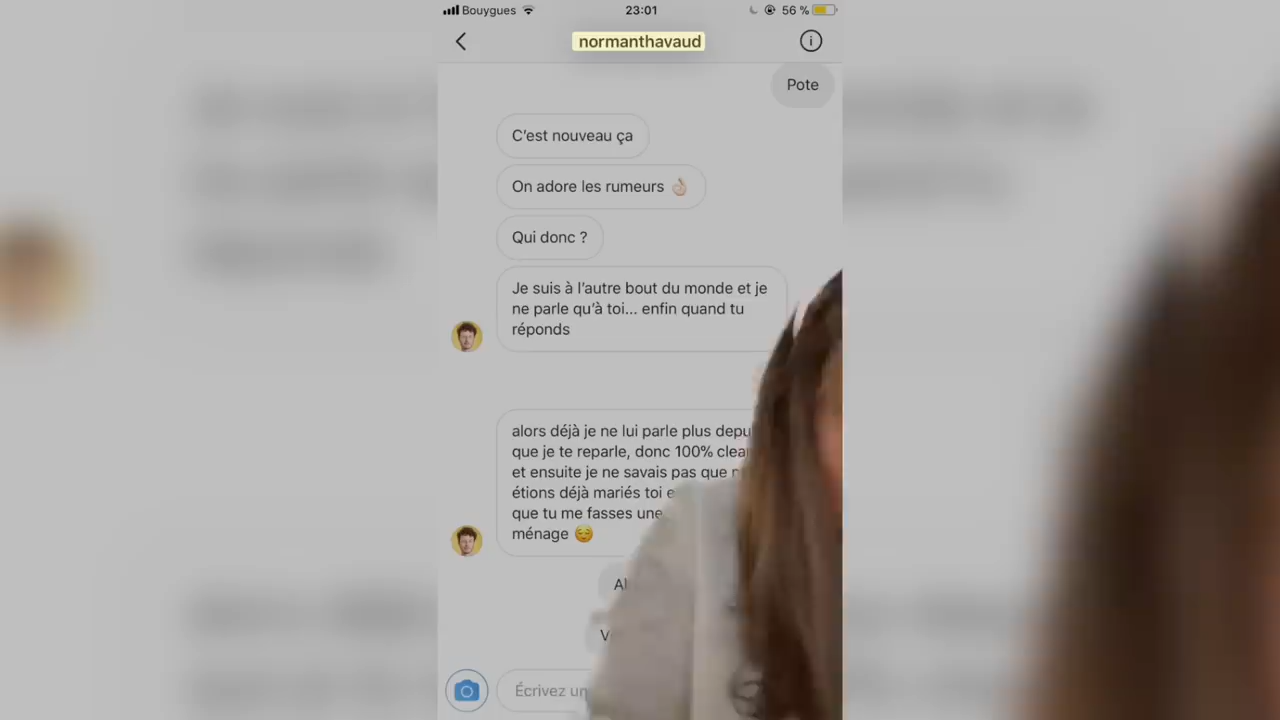 Bouygues
23:01
56 %
normanthavaud
Pote
C'est nouveau ça
On adore les rumeurs 👌🏻
Qui donc ?
Je suis à l'autre bout du monde et je
ne parle qu'à toi... enfin quand tu
réponds
alors déjà je ne lui parle plus
que je te reparle, donc 100%
et ensuite je ne savais pas que
étions déjà mariés toi
que tu me fasses une
ménage 😌
Écrivez